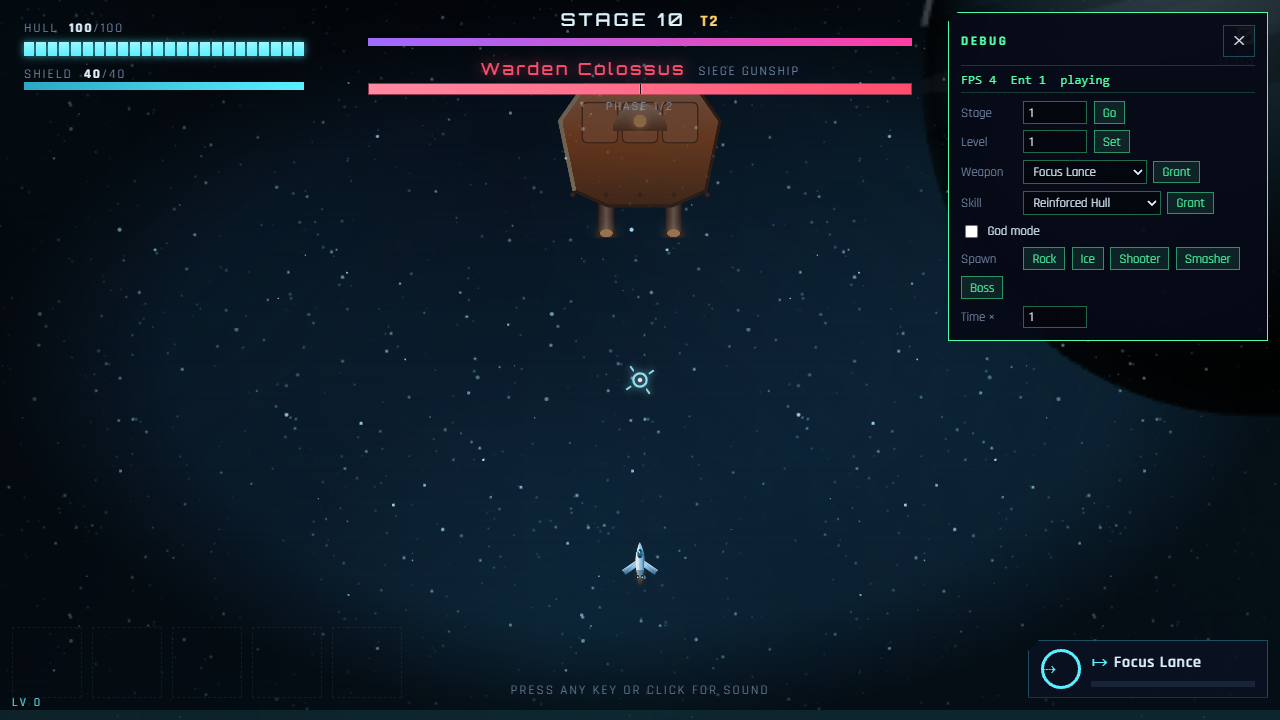 HULL 100/100
SHIELD 40/40
STAGE 10 T2
Warden Colossus SIEGE GUNSHIP
PHASE 1/2
DEBUG
FPS 4 Ent 1 playing
Stage 1 Go
Level 1 Set
Weapon Focus Lance Grant
Skill Reinforced Hull Grant
God mode
Spawn Rock Ice Shooter Smasher
Boss
Time × 1
LV 0
PRESS ANY KEY OR CLICK FOR SOUND
↦ Focus Lance